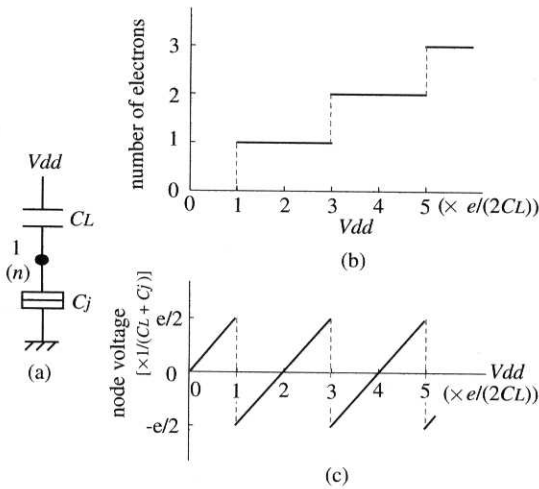 Vdd
CL
1
(n)
Cj
(a)
number of electrons
3
2
1
0
1 2 3 4 5 (× e/(2CL))
Vdd
(b)
node voltage
[×1/(CL + Cj)]
e/2
0
-e/2
0 1 2 3 4 5
Vdd
(× e/(2CL))
(c)